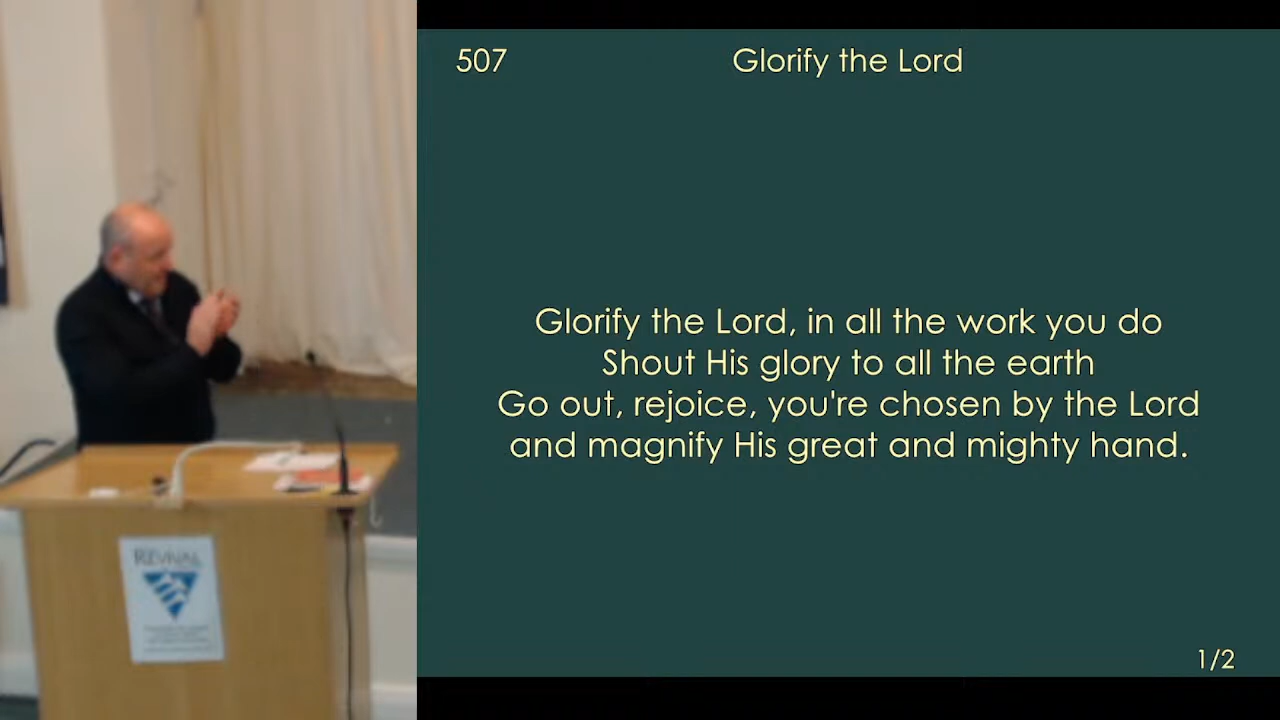 507
Glorify the Lord
Glorify the Lord, in all the work you do
Shout His glory to all the earth
Go out, rejoice, you're chosen by the Lord
and magnify His great and mighty hand.
1/2
REVIVAL